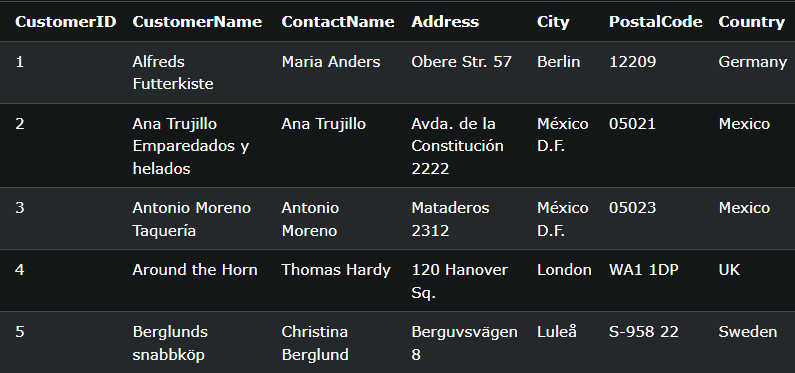 CustomerID CustomerName ContactName Address City PostalCode Country
1 Alfreds Maria Anders Obere Str. 57 Berlin 12209 Germany
Futterkiste
2 Ana Trujillo Ana Trujillo Avda. de la México 05021 Mexico
Emparedados y Constitución D.F.
helados 2222
3 Antonio Moreno Antonio Mataderos México 05023 Mexico
Taquería Moreno 2312 D.F.
4 Around the Horn Thomas Hardy 120 Hanover London WA1 1DP UK
Sq.
5 Berglunds Christina Berguvsvägen Luleå S-958 22 Sweden
snabbköp Berglund 8